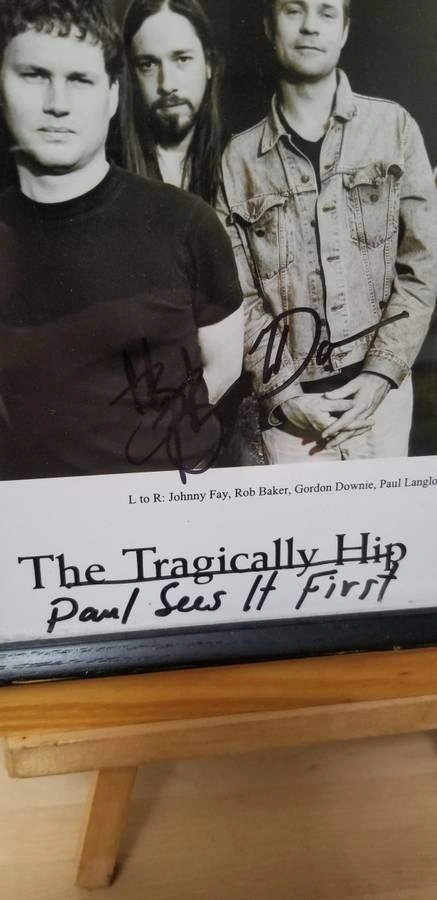 L to R: Johnny Fay, Rob Baker, Gordon Downie, Paul Langlo
The Tragically Hip
Paul Sees It First